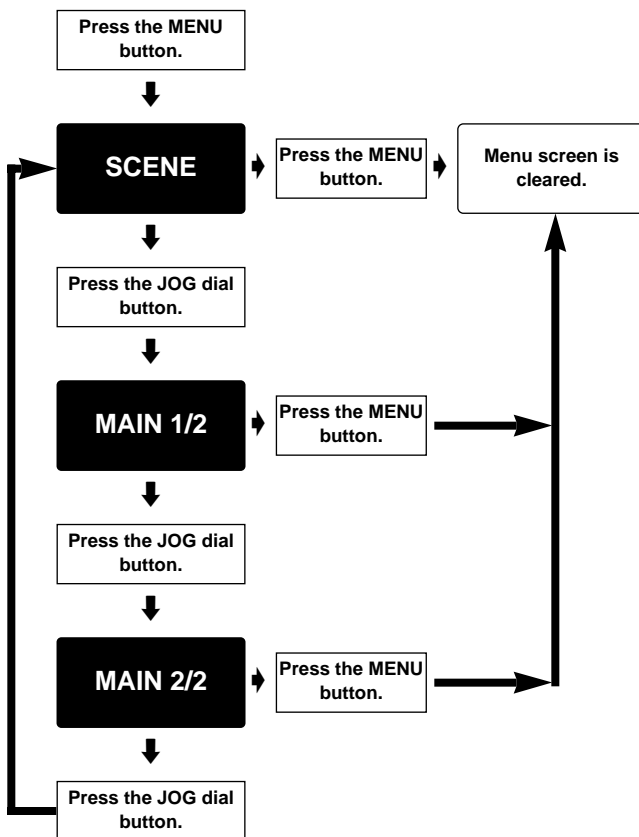 Press the MENU
button.
SCENE
Press the MENU
button.
Menu screen is
cleared.
Press the JOG dial
button.
MAIN 1/2
Press the MENU
button.
Press the JOG dial
button.
MAIN 2/2
Press the MENU
button.
Press the JOG dial
button.